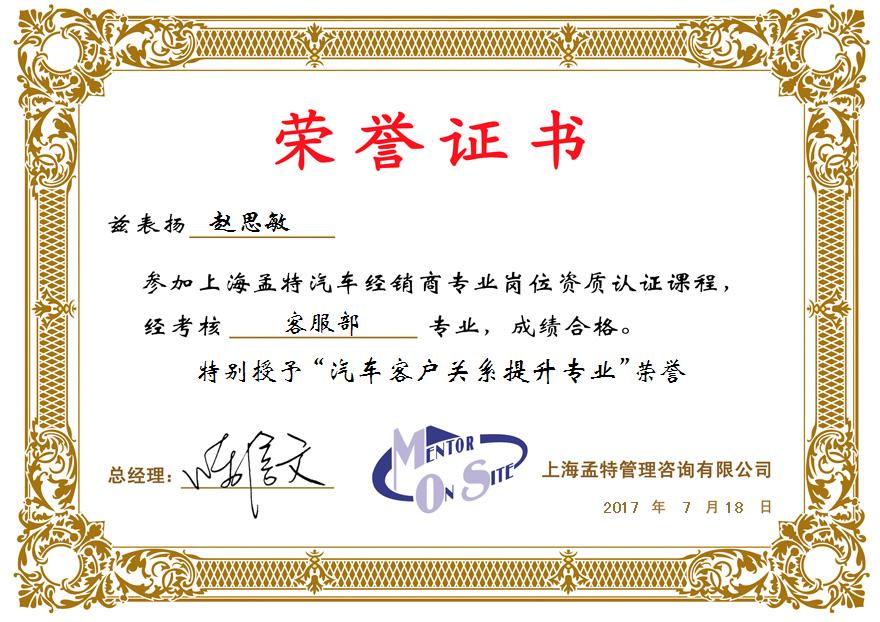 荣誉证书
兹表扬 赵思敏
参加上海孟特汽车经销商专业岗位资质认证课程，
经考核 客服部 专业，成绩合格。
特别授予“汽车客户关系提升专业”荣誉
总经理：
MENTOR
ON SITE
上海孟特管理咨询有限公司
2017 年 7 月 18 日